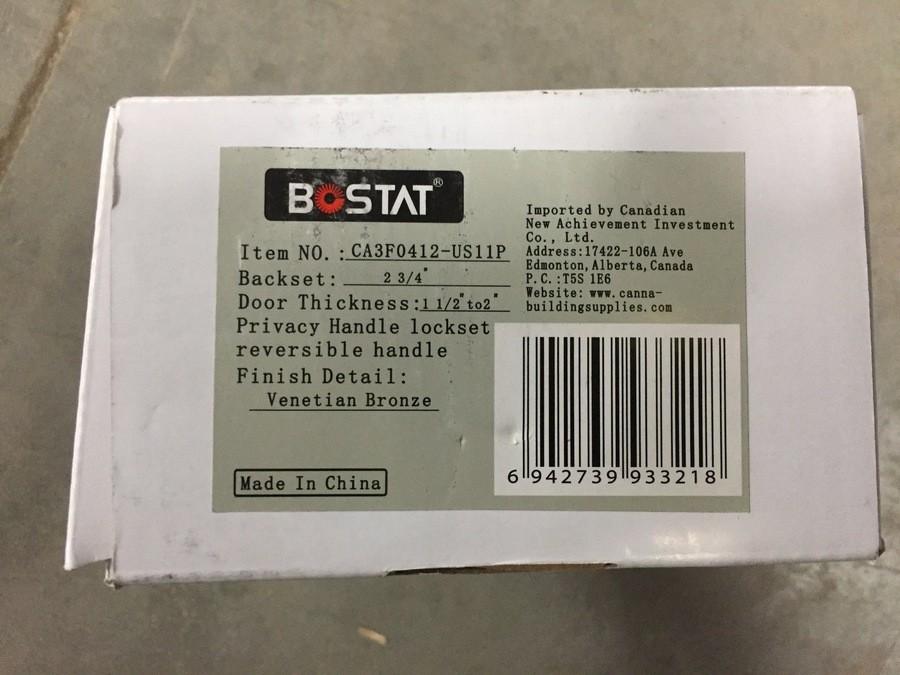 BOSTAT®
Item NO.: CA3F0412-US11P
Backset: 2 3/4"
Door Thickness: 1 1/2"to2"
Privacy Handle lockset
reversible handle
Finish Detail:
Venetian Bronze
Made In China
Imported by Canadian
New Achievement Investment
Co., Ltd.
Address:17422-106A Ave
Edmonton, Alberta, Canada
P.C.:T5S 1E6
Website: www.canna-
buildingsupplies.com
6 942739 933218